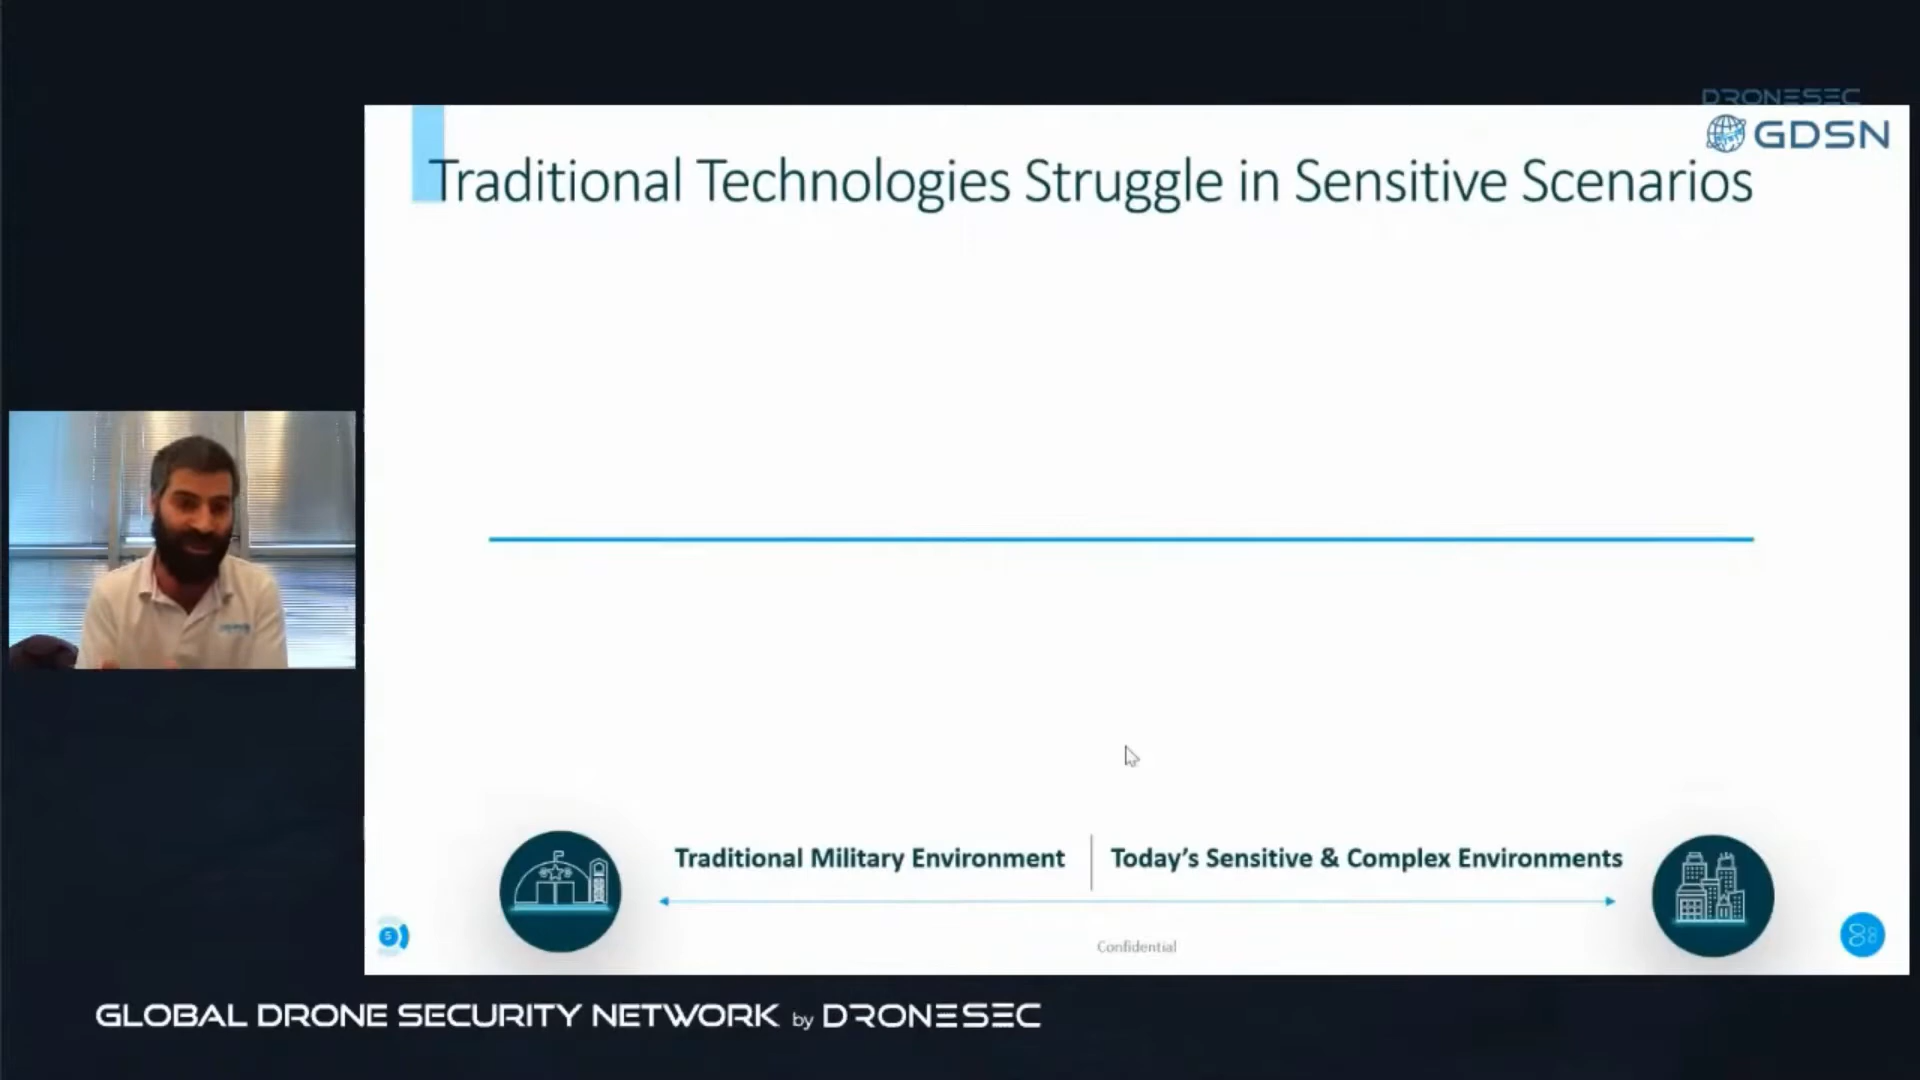 DRONESEC
GDSN
Traditional Technologies Struggle in Sensitive Scenarios
Traditional Military Environment
Today's Sensitive & Complex Environments
5
Confidential
GLOBAL DRONE SECURITY NETWORK by DRONESEC